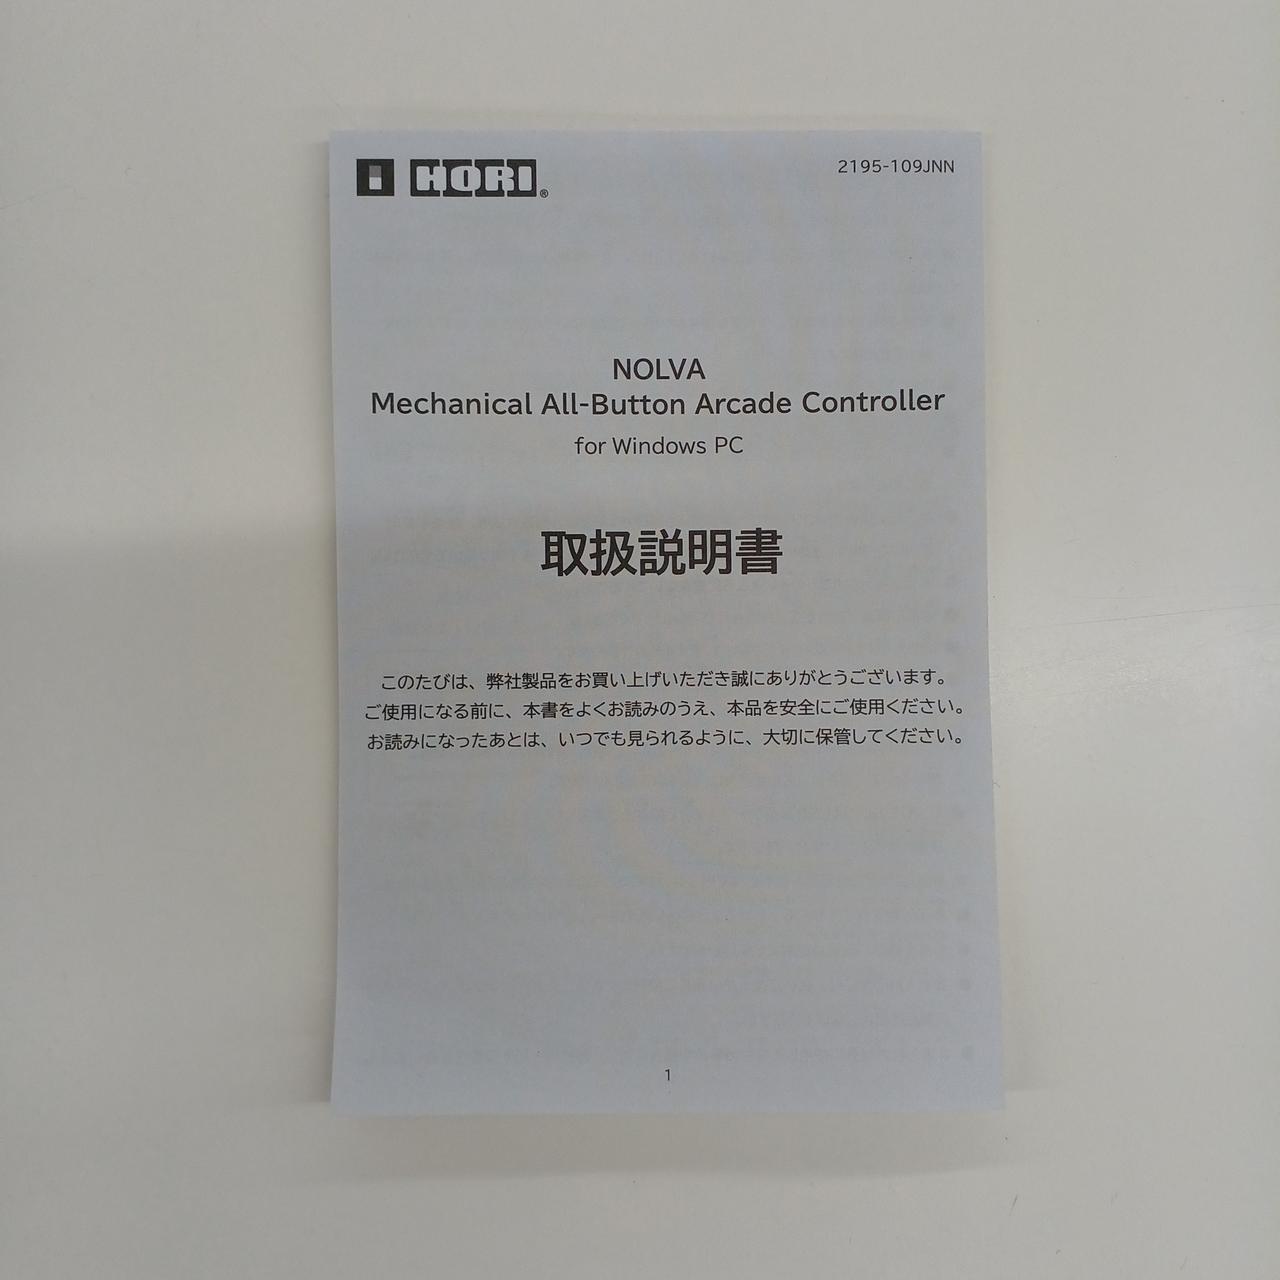 HORI®
2195-109JNN
NOLVA
Mechanical All-Button Arcade Controller
for Windows PC
取扱説明書
このたびは、弊社製品をお買い上げいただき誠にありがとうございます。
ご使用になる前に、本書をよくお読みのうえ、本品を安全にご使用ください。
お読みになったあとは、いつでも見られるように、大切に保管してください。
1